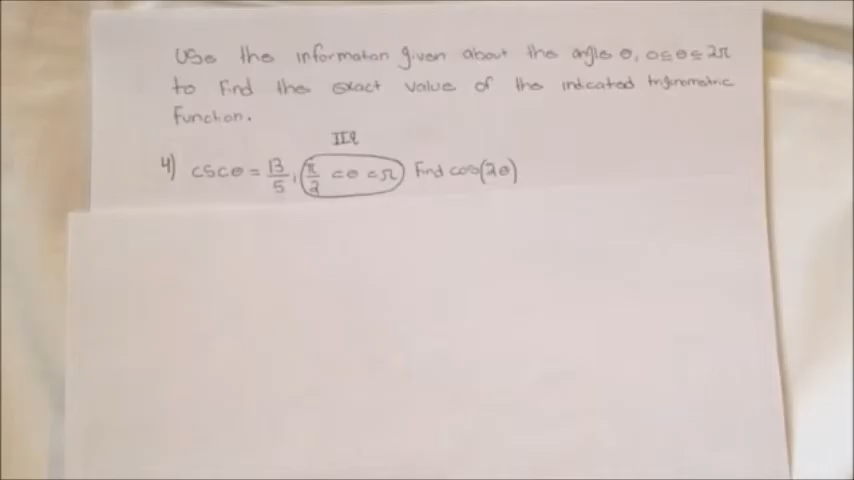 Use the information given about the angle θ, 0≤θ≤2π
to find the exact value of the indicated trigonometric
function.
IIQ
4) cscθ = 13/5, π/2 <θ <π Find cos(2θ)